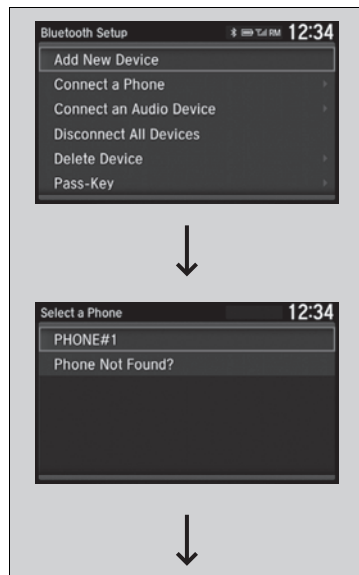 Bluetooth Setup 12:34
Add New Device
Connect a Phone
Connect an Audio Device
Disconnect All Devices
Delete Device
Pass-Key
Select a Phone 12:34
PHONE#1
Phone Not Found?